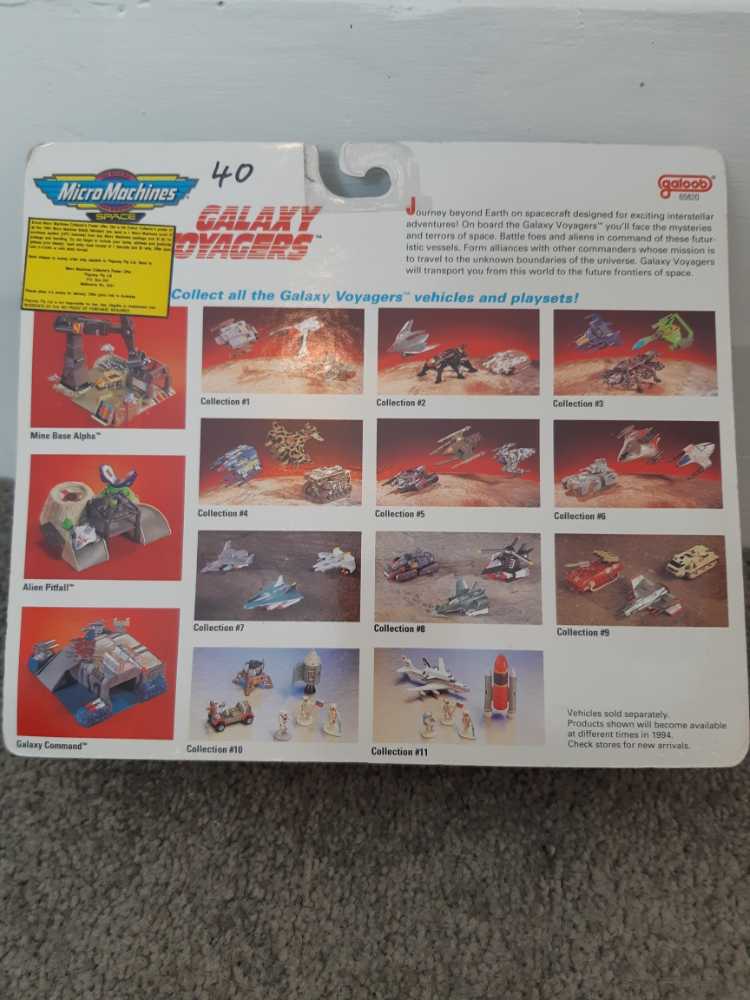 MicroMachines
SPACE
40
GALAXY
VOYAGERS™
galoob®
65820
Journey beyond Earth on spacecraft designed for exciting interstellar
adventures! On board the Galaxy Voyagers™ you'll face the mysteries
and terrors of space. Battle foes and aliens in command of these futur-
istic vessels. Form alliances with other commanders whose mission is
to travel to the unknown boundaries of the universe. Galaxy Voyagers
will transport you from this world to the future frontiers of space.
Collect all the Galaxy Voyagers™ vehicles and playsets!
Mine Base Alpha™
Collection #1
Collection #2
Collection #3
Collection #4
Collection #5
Collection #6
Alien Pitfall™
Collection #7
Collection #8
Collection #9
Galaxy Command™
Collection #10
Collection #11
Vehicles sold separately.
Products shown will become available
at different times in 1994.
Check stores for new arrivals.